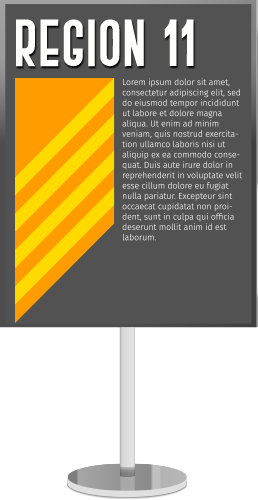 REGION 11
Lorem ipsum dolor sit amet,
consectetur adipiscing elit, sed
do eiusmod tempor incididunt
ut labore et dolore magna
aliqua. Ut enim ad minim
veniam, quis nostrud exercita-
tion ullamco laboris nisi ut
aliquip ex ea commodo conse-
quat. Duis aute irure dolor in
reprehenderit in voluptate velit
esse cillum dolore eu fugiat
nulla pariatur. Excepteur sint
occaecat cupidatat non proi-
dent, sunt in culpa qui officia
deserunt mollit anim id est
laborum.